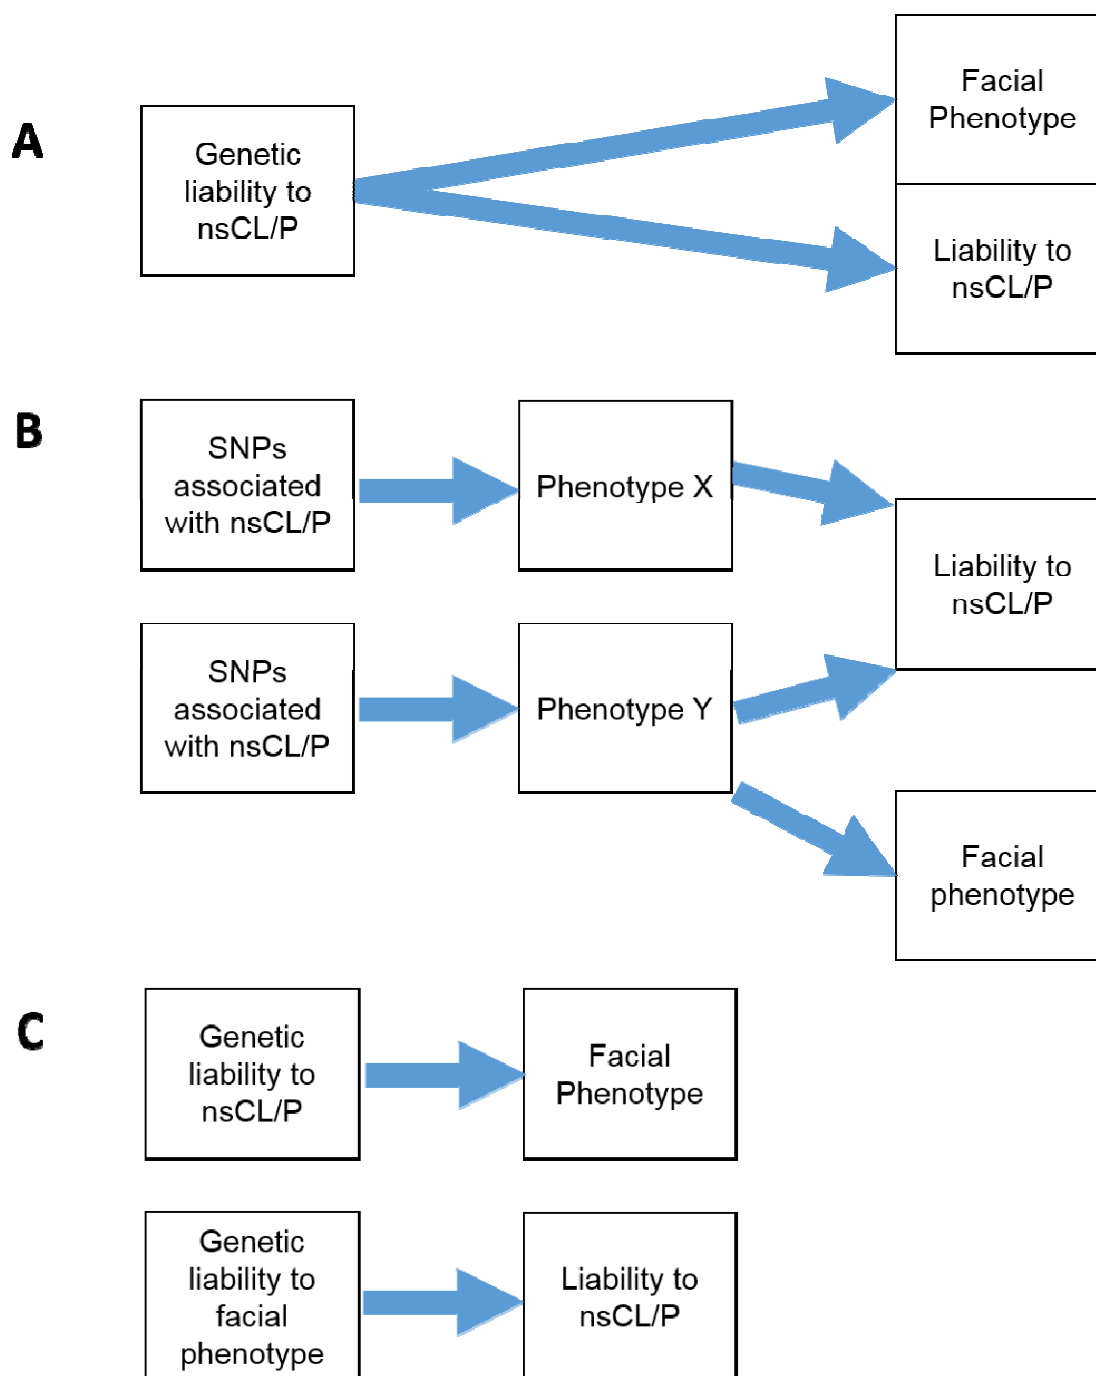 A
Genetic
liability to
nsCL/P
Facial
Phenotype
Liability to
nsCL/P
B
SNPs
associated
with nsCL/P
Phenotype X
Liability to
nsCL/P
SNPs
associated
with nsCL/P
Phenotype Y
Facial
phenotype
C
Genetic
liability to
nsCL/P
Facial
Phenotype
Genetic
liability to
facial
phenotype
Liability to
nsCL/P